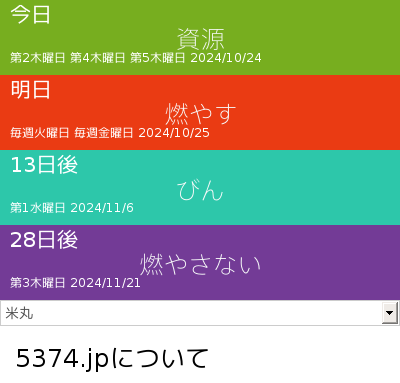 今日
資源
第2木曜日 第4木曜日 第5木曜日 2024/10/24
明日
燃やす
毎週火曜日 毎週金曜日 2024/10/25
13日後
びん
第1水曜日 2024/11/6
28日後
燃やさない
第3木曜日 2024/11/21
米丸
5374.jpについて